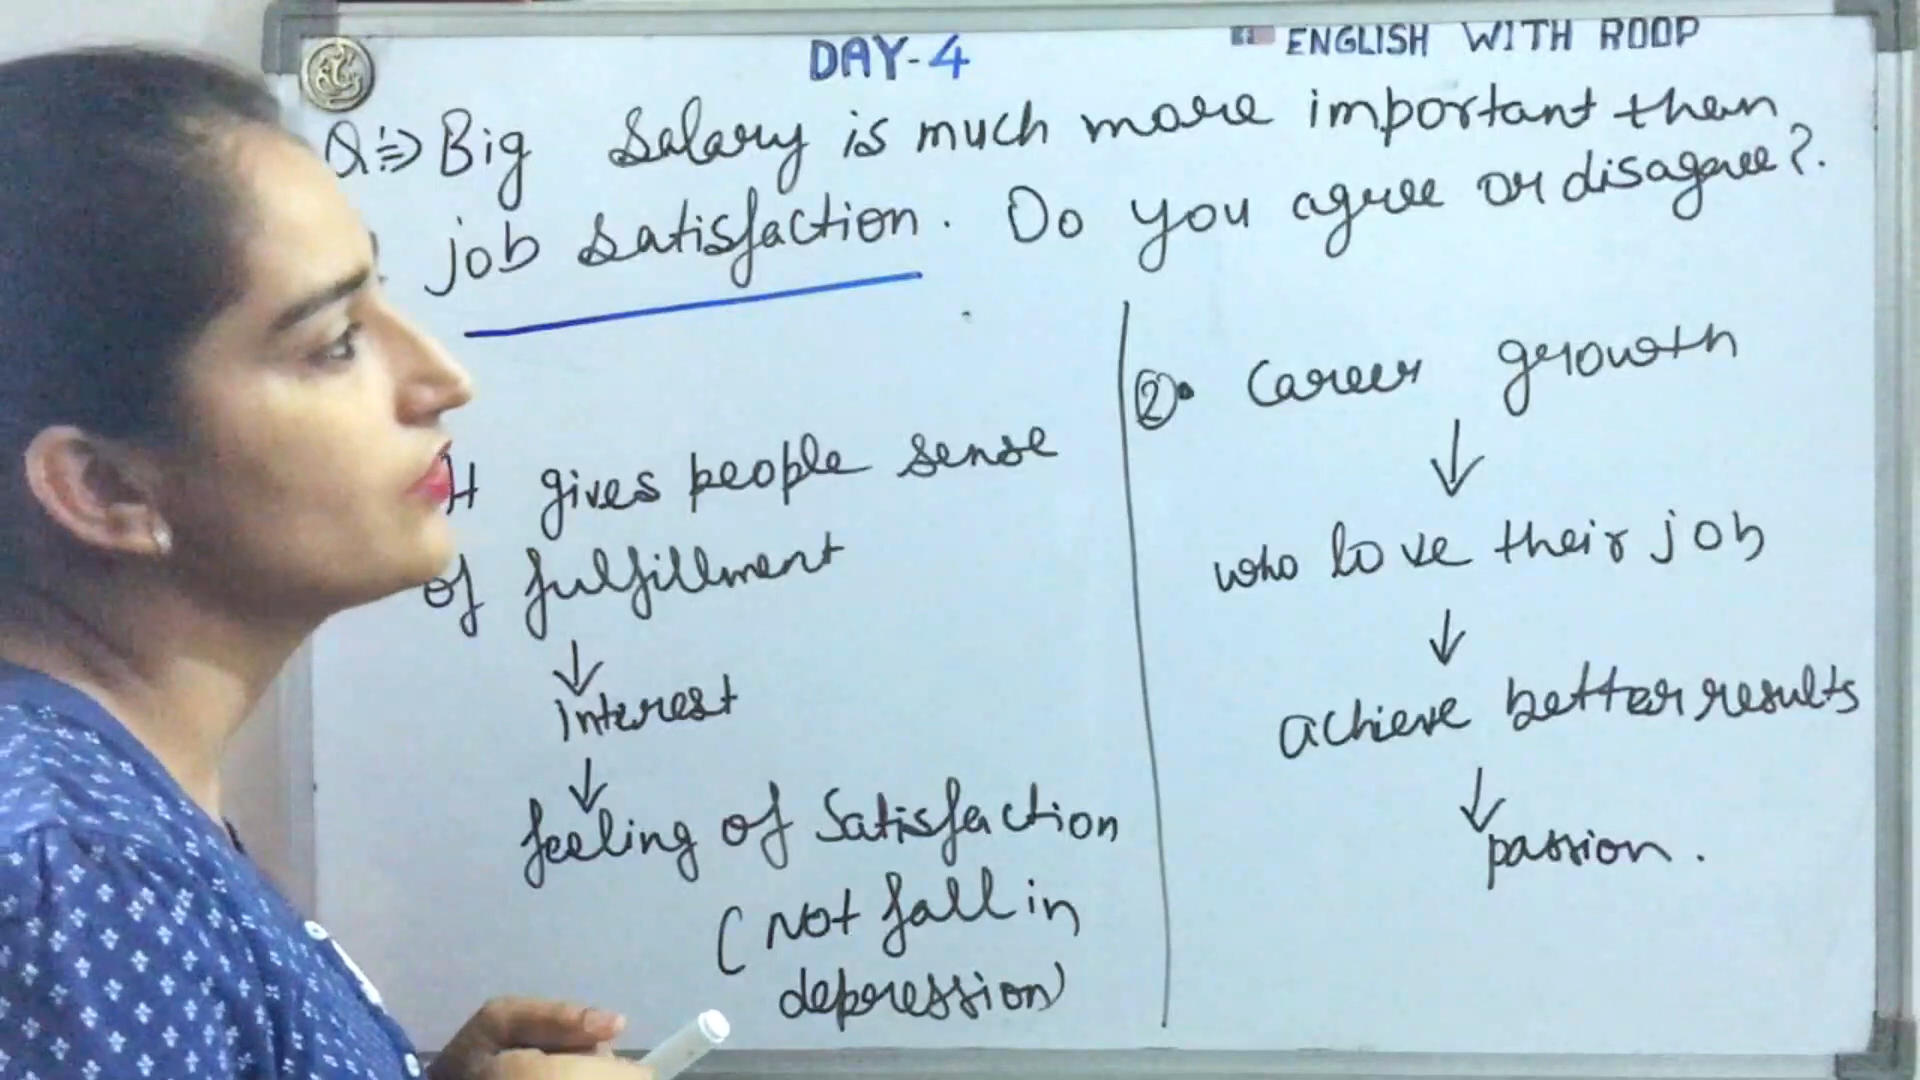 DAY-4
ENGLISH WITH ROOP
Q:⇒ Big salary is much more important than
job satisfaction. Do you agree or disagree?.
It gives people sense
of fulfillment
↓
interest
↓
feeling of satisfaction
(Not fall in
depression)
②• Career growth
↓
who love their job
↓
achieve better results
↓
passion.